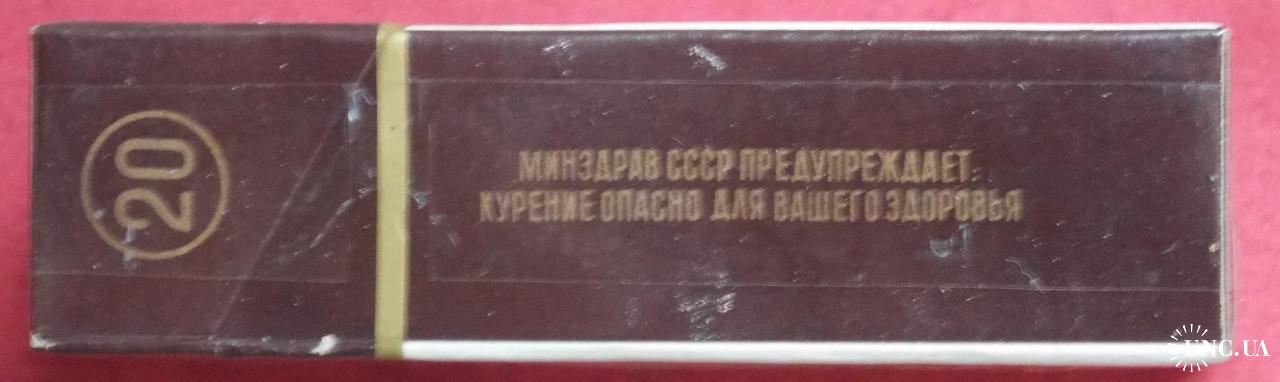 20
МИНЗДРАВ СССР ПРЕДУПРЕЖДАЕТ:
КУРЕНИЕ ОПАСНО ДЛЯ ВАШЕГО ЗДОРОВЬЯ
UNC.UA